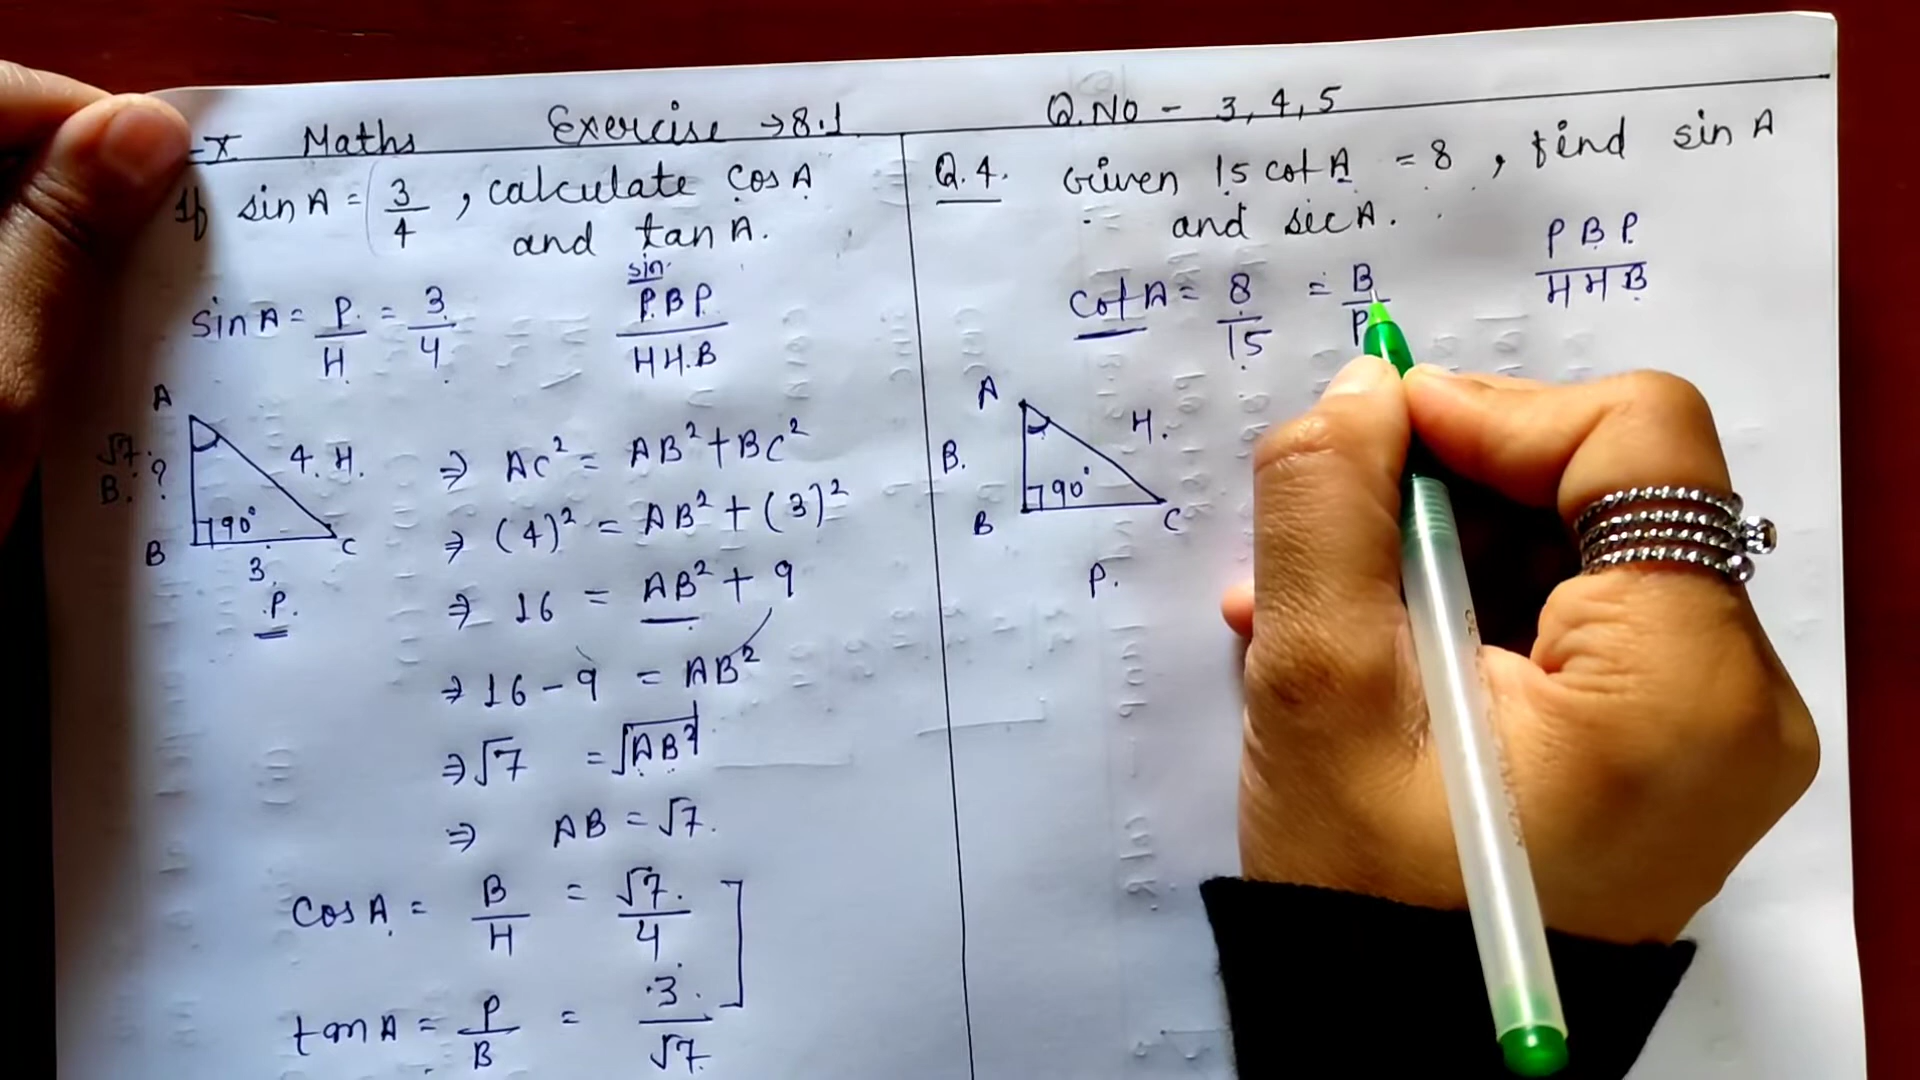 X Maths Exercise → 8.1 Q.NO - 3, 4, 5
If sin A = 3/4, calculate cos A
and tan A.
sin A = P/H = 3/4
sin
P B P
H H B
A
√7
B. ?
4. H.
90°
B
C
3
P.
⇒ AC² = AB² + BC²
⇒ (4)² = AB² + (3)²
⇒ 16 = AB² + 9
⇒ 16 - 9 = AB²
⇒ √7 = √AB²
⇒ AB = √7.
cos A = B/H = √7/4
tan A = P/B = 3/√7
Q.4. Given 15 cot A = 8, find sin A
and sec A.
P B P
H H B
cot A = 8/15 = B/P
A
H.
B.
90°
B
C
P.